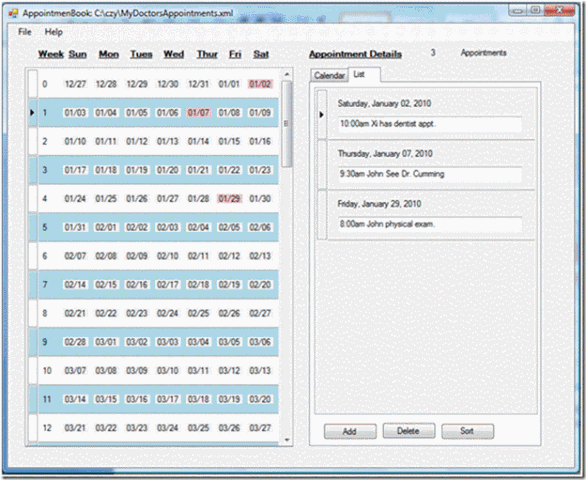 AppointmenBook: C:\czy\MyDoctorsAppointments.xml
File Help
Week Sun Mon Tues Wed Thur Fri Sat
0 12/27 12/28 12/29 12/30 12/31 01/01 01/02
1 01/03 01/04 01/05 01/06 01/07 01/08 01/09
2 01/10 01/11 01/12 01/13 01/14 01/15 01/16
3 01/17 01/18 01/19 01/20 01/21 01/22 01/23
4 01/24 01/25 01/26 01/27 01/28 01/29 01/30
5 01/31 02/01 02/02 02/03 02/04 02/05 02/06
6 02/07 02/08 02/09 02/10 02/11 02/12 02/13
7 02/14 02/15 02/16 02/17 02/18 02/19 02/20
8 02/21 02/22 02/23 02/24 02/25 02/26 02/27
9 02/28 03/01 03/02 03/03 03/04 03/05 03/06
10 03/07 03/08 03/09 03/10 03/11 03/12 03/13
11 03/14 03/15 03/16 03/17 03/18 03/19 03/20
12 03/21 03/22 03/23 03/24 03/25 03/26 03/27
Appointment Details 3 Appointments
Calendar List
Saturday, January 02, 2010
10:00am Xi has dentist appt.
Thursday, January 07, 2010
9:30am John See Dr. Cumming
Friday, January 29, 2010
8:00am John physical exam.
Add Delete Sort